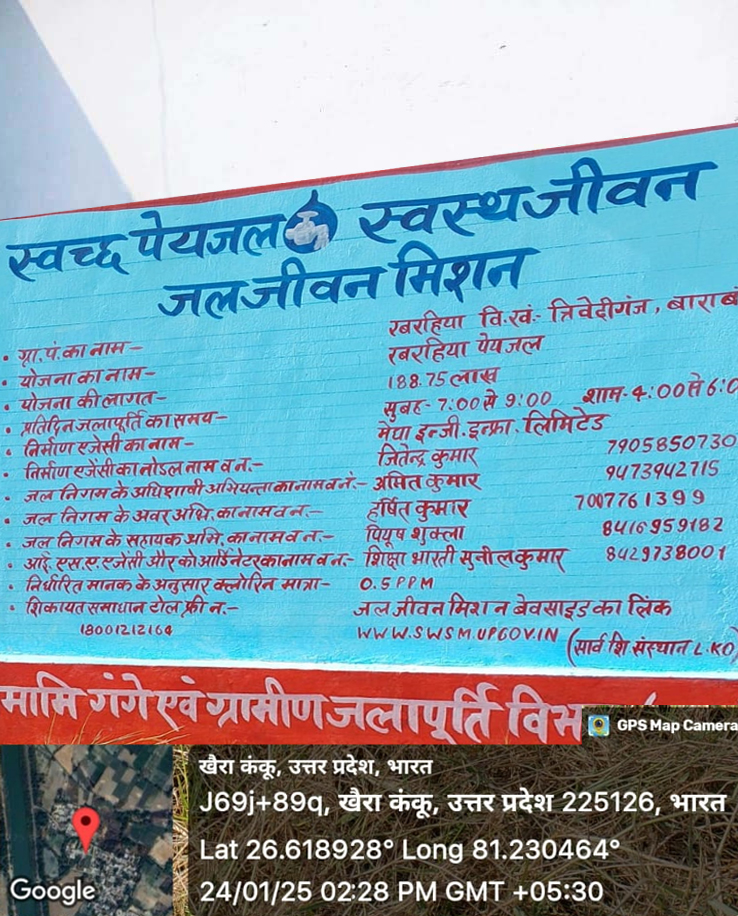 स्वच्छ पेयजल स्वस्थ जीवन
जल जीवन मिशन
• ग्रा.पं. का नाम– रबरहिया वि.खं:- त्रिवेदीगंज, बाराबं
• योजना का नाम– रबरहिया पेयजल
• योजना की लागत– 188.75 लाख
• प्रतिदिन जलापूर्ति का समय– सुबह- 7:00 से 9:00 शाम- 4:00 से 6:0
• निर्माण एजेसी का नाम– मेघा इन्जी. इन्फ्रा. लिमिटेड
• निर्माण एजेंसी का नोडल नाम व न.– जितेन्द्र कुमार 7905850730
• जल निगम के अधिशाषी अभियन्ता का नाम व नं.– अमित कुमार 9473942715
• जल निगम के अवर अभि. का नाम व न.– हर्षित कुमार 7007761399
• जल निगम के सहायक अभि. का नाम व न.– पियूष शुक्ला 8416959182
• आई. एस. ए. एजेंसी और को आर्डिनेटर का नाम व न.– शिक्षा भारती सुनील कुमार 8429738001
• निर्धारित मानक के अनुसार क्लोरिन मात्रा– 0.5 PPM
• शिकायत समाधान टोल फ्री न.– जल जीवन मिशन बेवसाइड का लिंक
18001212164 WWW.SWSM.UPGOV.IN (सार्व शि संस्थान L.KO)
मामि गंगे एवं ग्रामीण जलापूर्ति विभ
GPS Map Camera
खैरा कंकू, उत्तर प्रदेश, भारत
J69j+89q, खैरा कंकू, उत्तर प्रदेश 225126, भारत
Lat 26.618928° Long 81.230464°
24/01/25 02:28 PM GMT +05:30
Google